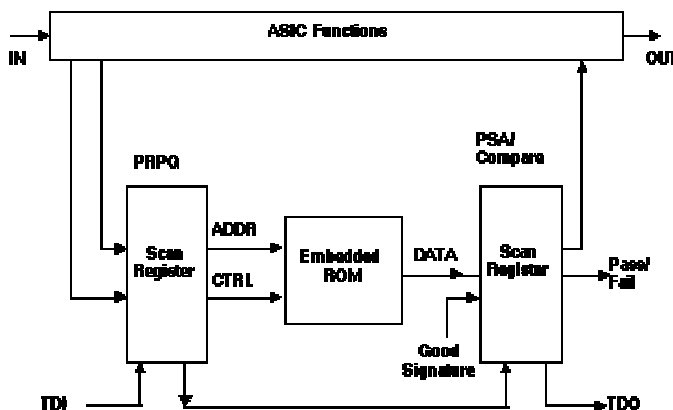 ASIC Functions
IN
OUT
PRPG
PSA/
Compare
Scan
Register
ADDR
CTRL
Embedded
ROM
DATA
Scan
Register
Pass/
Fail
Good
Signature
TDI
TDO